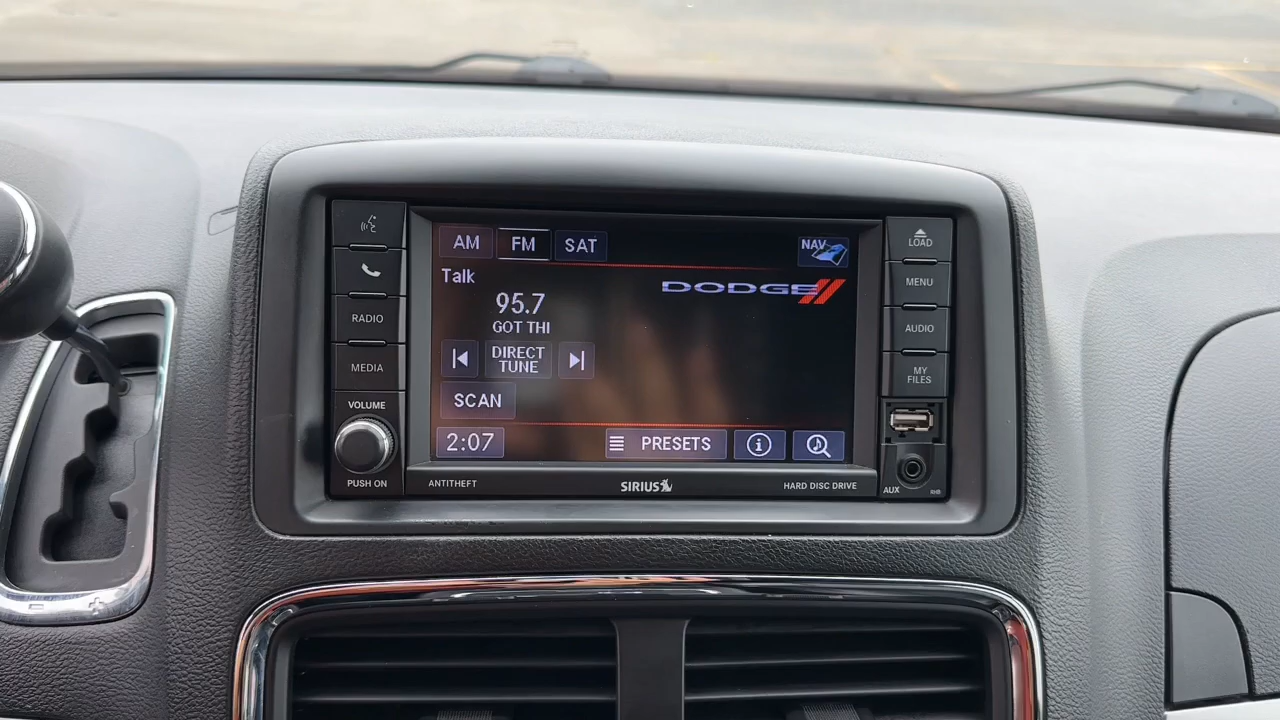 AM FM SAT NAV
Talk
DODGE
95.7
GOT THI
DIRECT
TUNE
SCAN
2:07 PRESETS
RADIO
MEDIA
VOLUME
PUSH ON
LOAD
MENU
AUDIO
MY
FILES
AUX RHB
ANTITHEFT SIRIUS HARD DISC DRIVE